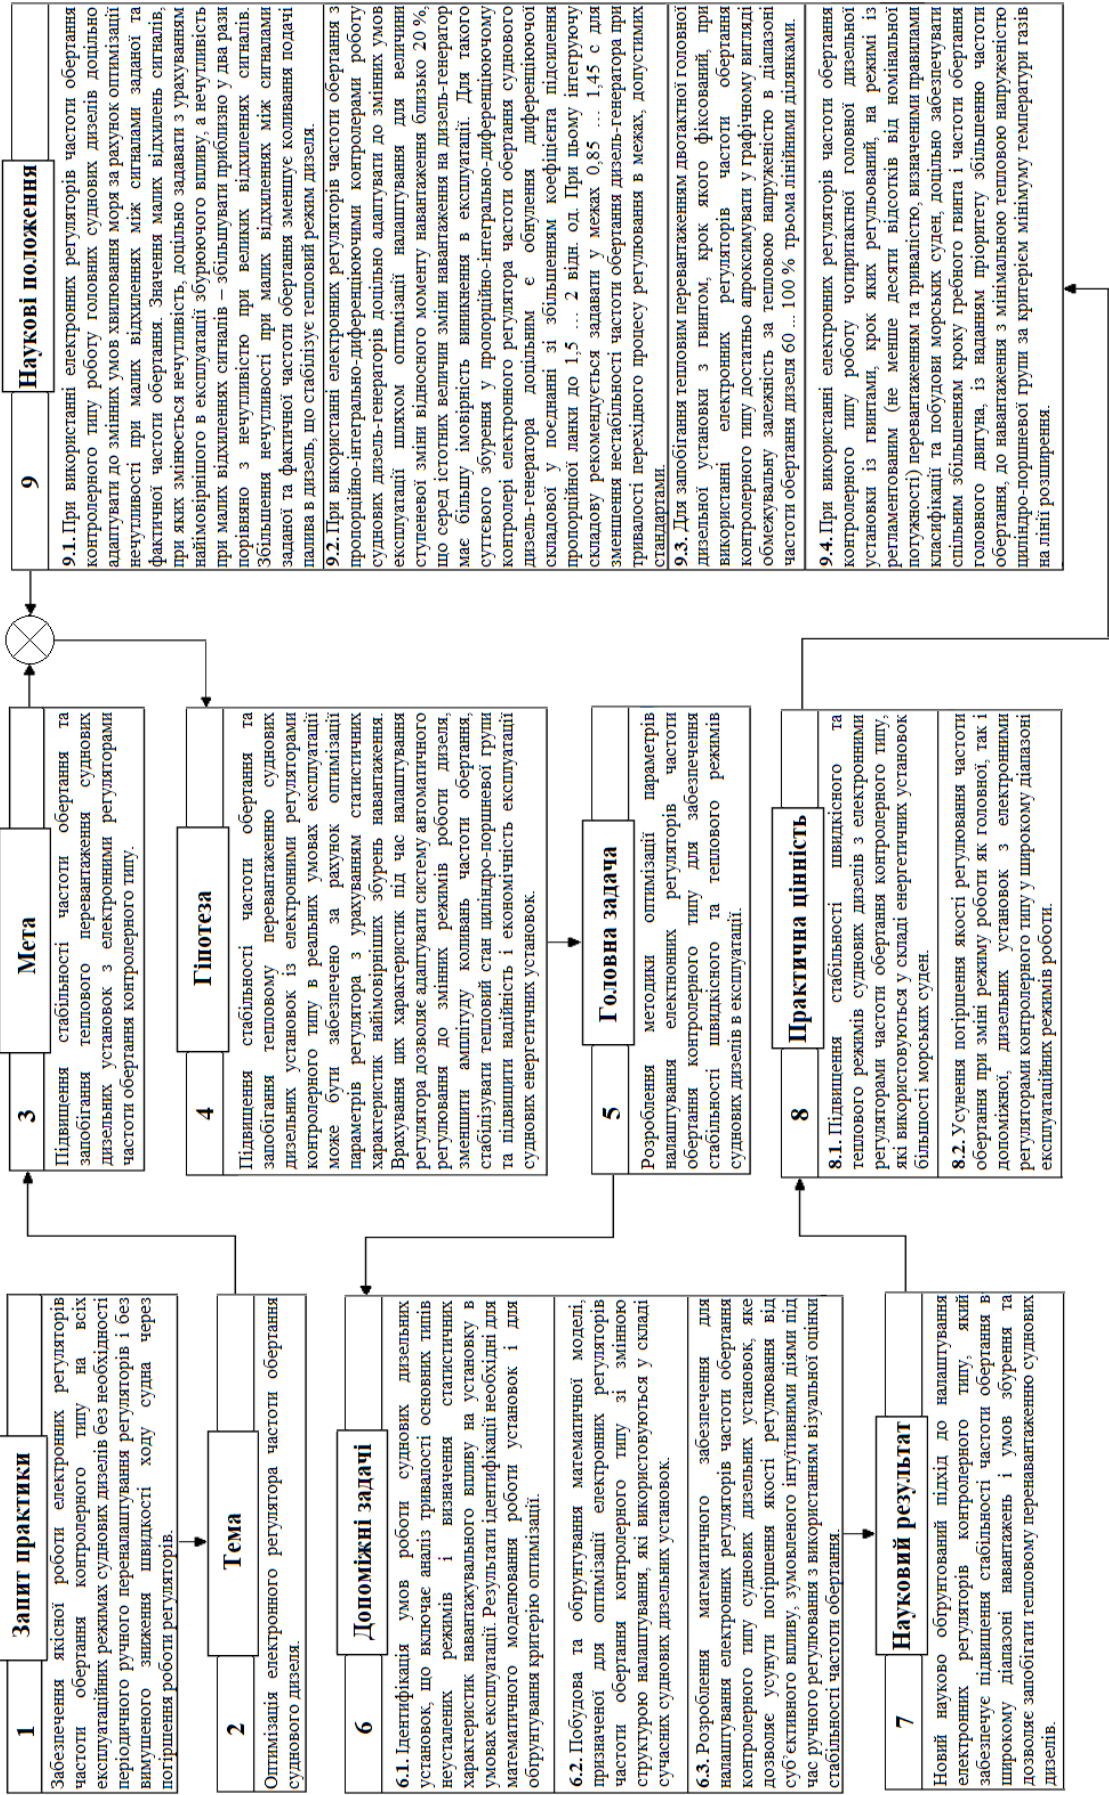 1
Запит практики
Забезпечення якісної роботи електронних регуляторів
частоти обертання контролерного типу на всіх
експлуатаційних режимах суднових дизелів без необхідності
періодичного ручного переналаштування регуляторів і без
вимушеного зниження швидкості ходу судна через
погіршення роботи регуляторів.
2
Тема
Оптимізація електронного регулятора частоти обертання
суднового дизеля.
3
Мета
Підвищення стабільності частоти обертання та
запобігання теплового перевантаження суднових
дизельних установок з електронними регуляторами
частоти обертання контролерного типу.
4
Гіпотеза
Підвищення стабільності частоти обертання та
запобігання тепловому перевантаженню суднових
дизельних установок із електронними регуляторами
контролерного типу в реальних умовах експлуатації
може бути забезпечено за рахунок оптимізації
параметрів регулятора з урахуванням статистичних
характеристик найімовірніших збурень навантаження.
Врахування цих характеристик під час налаштування
регулятора дозволяє адаптувати систему автоматичного
регулювання до змінних режимів роботи дизеля,
зменшити амплітуду коливань частоти обертання,
стабілізувати тепловий стан циліндро-поршневої групи
та підвищити надійність і економічність експлуатації
суднових енергетичних установок.
5
Головна задача
Розроблення методики оптимізації параметрів
налаштування електронних регуляторів частоти
обертання контролерного типу для забезпечення
стабільності швидкісного та теплового режимів
суднових дизелів в експлуатації.
6
Допоміжні задачі
6.1. Ідентифікація умов роботи суднових дизельних
установок, що включає аналіз тривалості основних типів
неусталених режимів і визначення статистичних
характеристик навантажувального впливу на установку в
умовах експлуатації. Результати ідентифікації необхідні для
математичного моделювання роботи установок і для
обґрунтування критерію оптимізації.
6.2. Побудова та обґрунтування математичної моделі,
призначеної для оптимізації електронних регуляторів
частоти обертання контролерного типу зі змінною
структурою налаштування, які використовуються у складі
сучасних суднових дизельних установок.
6.3. Розроблення математичного забезпечення для
налаштування електронних регуляторів частоти обертання
контролерного типу суднових дизельних установок, яке
дозволяє усунути погіршення якості регулювання від
суб'єктивного впливу, зумовленого інтуїтивними діями під
час ручного регулювання з використанням візуальної оцінки
стабільності частоти обертання.
7
Науковий результат
Новий науково обґрунтований підхід до налаштування
електронних регуляторів контролерного типу, який
забезпечує підвищення стабільності частоти обертання в
широкому діапазоні навантажень і умов збурення та
дозволяє запобігати тепловому перенавантаженню суднових
дизелів.
8
Практична цінність
8.1. Підвищення стабільності швидкісного та
теплового режимів суднових дизелів з електронними
регуляторами частоти обертання контролерного типу,
які використовуються у складі енергетичних установок
більшості морських суден.
8.2. Усунення погіршення якості регулювання частоти
обертання при зміні режиму роботи як головної, так і
допоміжної, дизельних установок з електронними
регуляторами контролерного типу у широкому діапазоні
експлуатаційних режимів роботи.
9
Наукові положення
9.1. При використанні електронних регуляторів частоти обертання
контролерного типу роботу головних суднових дизелів доцільно
адаптувати до змінних умов хвилювання моря за рахунок оптимізації
нечутливості при малих відхиленнях між сигналами заданої та
фактичної частоти обертання. Значення малих відхилень сигналів,
при яких змінюється нечутливість, доцільно задавати з урахуванням
найімовірнішого в експлуатації збурюючого впливу, а нечутливість
при малих відхиленнях сигналів – збільшувати приблизно у два рази
порівняно з нечутливістю при великих відхиленнях сигналів.
Збільшення нечутливості при малих відхиленнях між сигналами
заданої та фактичної частоти обертання зменшує коливання подачі
палива в дизель, що стабілізує тепловий режим дизеля.
9.2. При використанні електронних регуляторів частоти обертання з
пропорційно-інтегрально-диференціюючими контролерами роботу
суднових дизель-генераторів доцільно адаптувати до змінних умов
експлуатації шляхом оптимізації налаштування для величини
ступеневої зміни відносного моменту навантаження близько 20 %,
що серед істотних величин зміни навантаження на дизель-генератор
має більшу імовірність виникнення в експлуатації. Для такого
суттєвого збурення у пропорційно-інтегрально-диференціюючому
контролері електронного регулятора частоти обертання суднового
дизель-генератора доцільним є обнулення диференціюючої
складової у поєднанні зі збільшенням коефіцієнта підсилення
пропорційної ланки до 1,5 … 2 відн. од. При цьому інтегруючу
складову рекомендується задавати у межах 0,85 … 1,45 с для
зменшення нестабільності частоти обертання дизель-генератора при
тривалості перехідного процесу регулювання в межах, допустимих
стандартами.
9.3. Для запобігання тепловим перевантаженням двотактної головної
дизельної установки з гвинтом, крок якого фіксований, при
використанні електронних регуляторів частоти обертання
контролерного типу достатньо апроксимувати у графічному вигляді
обмежувальну залежність за тепловою напруженістю в діапазоні
частоти обертання дизеля 60 ... 100 % трьома лінійними ділянками.
9.4. При використанні електронних регуляторів частоти обертання
контролерного типу роботу чотиритактної головної дизельної
установки із гвинтами, крок яких регульований, на режимі із
регламентованим (не менше десяти відсотків від номінальної
потужності) перевантаженням та тривалістю, визначеними правилами
класифікації та побудови морських суден, доцільно забезпечувати
спільним збільшенням кроку гребного гвинта і частоти обертання
головного двигуна, із наданням пріоритету збільшенню частоти
обертання, до навантаження з мінімальною тепловою напруженістю
циліндро-поршневої групи за критерієм мінімуму температури газів
на лінії розширення.